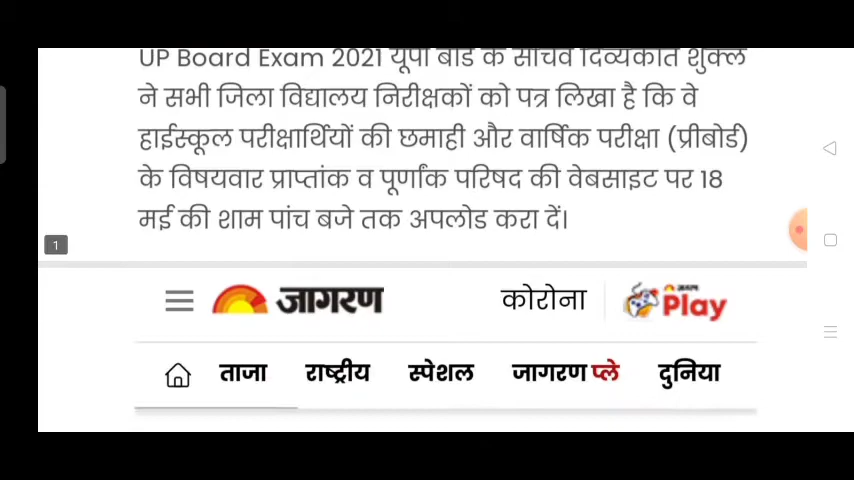 UP Board Exam 2021 यूपी बोर्ड के सचिव दिव्यकांत शुक्ल
ने सभी जिला विद्यालय निरीक्षकों को पत्र लिखा है कि वे
हाईस्कूल परीक्षार्थियों की छमाही और वार्षिक परीक्षा (प्रीबोर्ड)
के विषयवार प्राप्तांक व पूर्णांक परिषद की वेबसाइट पर 18
मई की शाम पांच बजे तक अपलोड करा दें।
1
जागरण कोरोना जागरण Play
ताजा राष्ट्रीय स्पेशल जागरण प्ले दुनिया